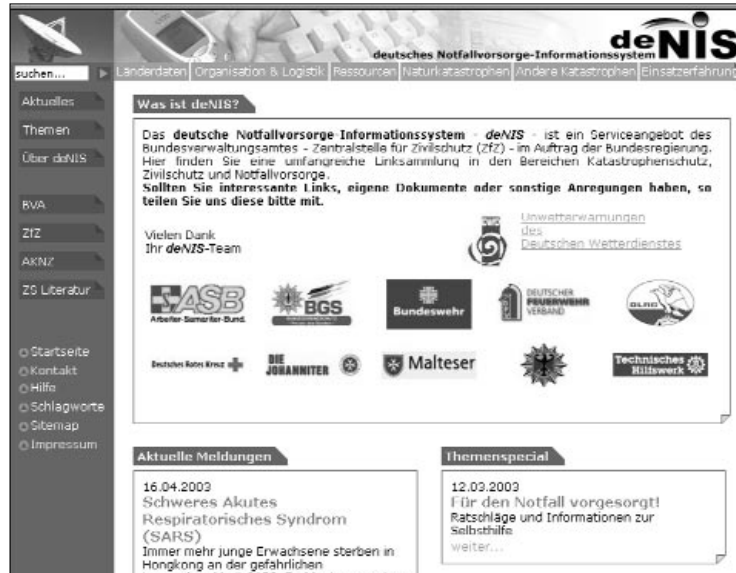 deutsches Notfallvorsorge-Informationssystem
deNIS
suchen...
Länderdaten Organisation & Logistik Ressourcen Naturkatastrophen Andere Katastrophen Einsatzerfahrung
Aktuelles
Themen
Über deNIS
BVA
ZfZ
AKNZ
ZS Literatur
Startseite
Kontakt
Hilfe
Schlagworte
Sitemap
Impressum
Was ist deNIS?
Das deutsche Notfallvorsorge-Informationssystem - deNIS - ist ein Serviceangebot des
Bundesverwaltungsamtes - Zentralstelle für Zivilschutz (ZfZ) - im Auftrag der Bundesregierung.
Hier finden Sie eine umfangreiche Linksammlung in den Bereichen Katastrophenschutz,
Zivilschutz und Notfallvorsorge.
Sollten Sie interessante Links, eigene Dokumente oder sonstige Anregungen haben, so
teilen Sie uns diese bitte mit.
Vielen Dank
Ihr deNIS-Team
Unwetterwarnungen
des
Deutschen Wetterdienstes
ASB
Arbeiter-Samariter-Bund
BGS
Bundeswehr
DEUTSCHER
FEUERWEHR
VERBAND
DLRG
Deutsches Rotes Kreuz
DIE
JOHANNITER
Malteser
Technisches
Hilfswerk
Aktuelle Meldungen
16.04.2003
Schweres Akutes
Respiratorisches Syndrom
(SARS)
Immer mehr junge Erwachsene sterben in
Hongkong an der gefährlichen
Themenspecial
12.03.2003
Für den Notfall vorgesorgt!
Ratschläge und Informationen zur
Selbsthilfe
weiter...